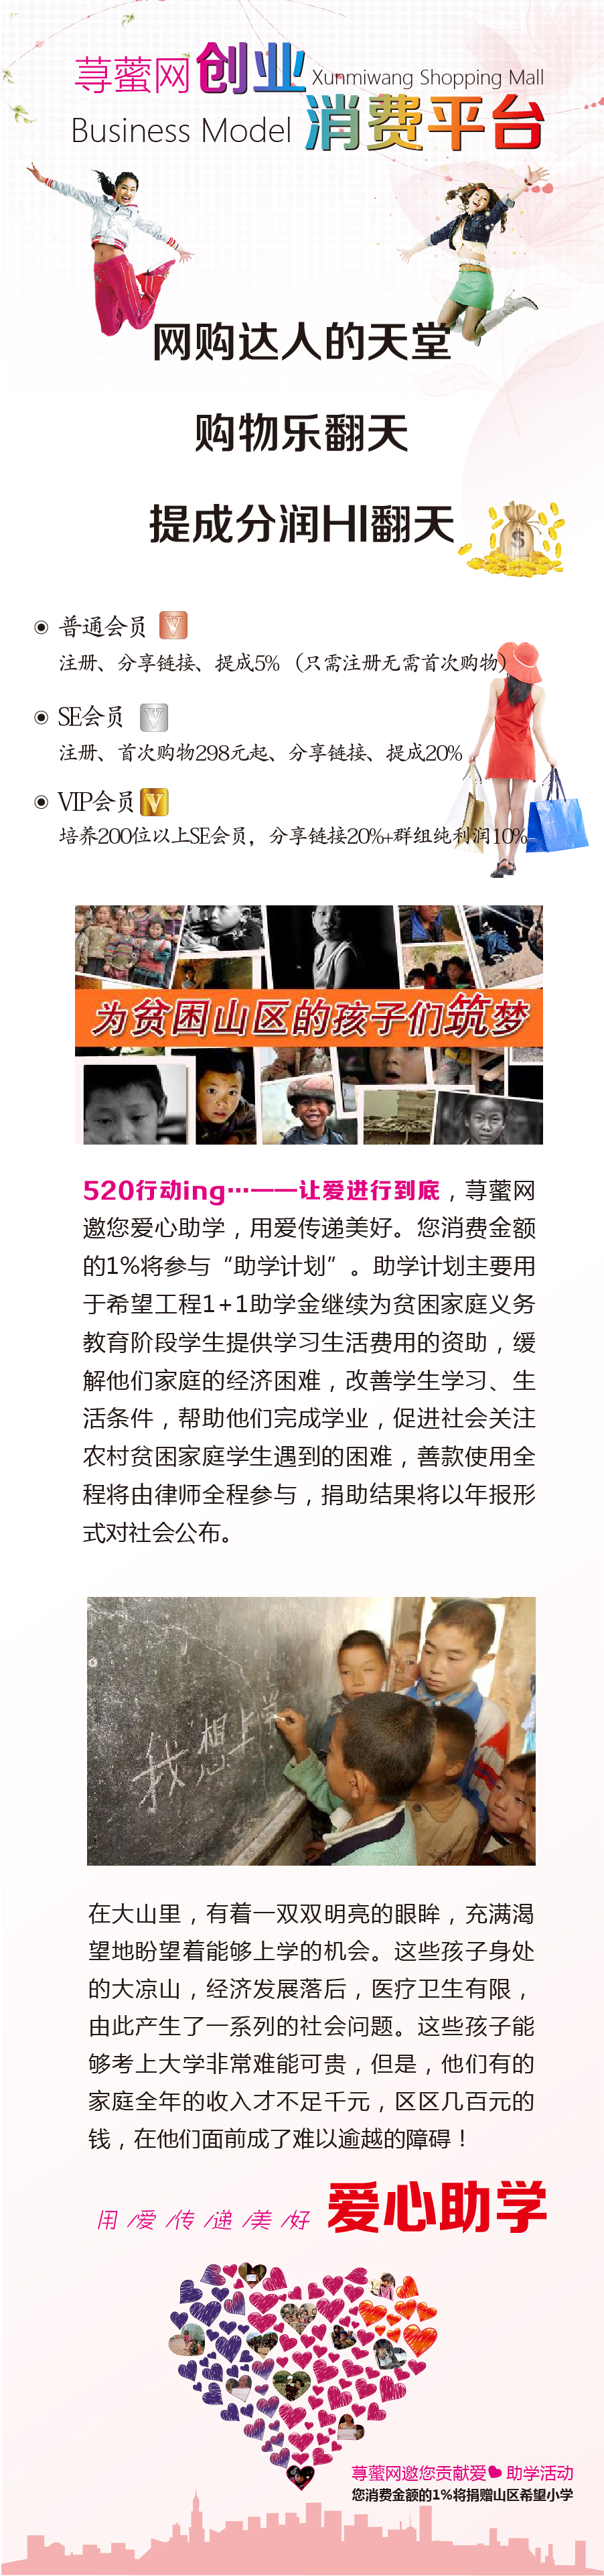 荨藌网创业 Xunmiwang Shopping Mall
Business Model 消费平台
网购达人的天堂
购物乐翻天
提成分润HI翻天
普通会员
注册、分享链接、提成5%（只需注册无需首次购物）
SE会员
注册、首次购物298元起、分享链接、提成20%
VIP会员
培养200位以上SE会员，分享链接20%+群组纯利润10%
为贫困山区的孩子们筑梦
520行动ing…——让爱进行到底，荨藌网
邀您爱心助学，用爱传递美好。您消费金额
的1%将参与“助学计划”。助学计划主要用
于希望工程1+1助学金继续为贫困家庭义务
教育阶段学生提供学习生活费用的资助，缓
解他们家庭的经济困难，改善学生学习、生
活条件，帮助他们完成学业，促进社会关注
农村贫困家庭学生遇到的困难，善款使用全
程将由律师全程参与，捐助结果将以年报形
式对社会公布。
我想上学
在大山里，有着一双双明亮的眼眸，充满渴
望地盼望着能够上学的机会。这些孩子身处
的大凉山，经济发展落后，医疗卫生有限，
由此产生了一系列的社会问题。这些孩子能
够考上大学非常难能可贵，但是，他们有的
家庭全年的收入才不足千元，区区几百元的
钱，在他们面前成了难以逾越的障碍！
用/爱/传/递/美/好 爱心助学
荨藌网邀您贡献爱 助学活动
您消费金额的1%将捐赠山区希望小学